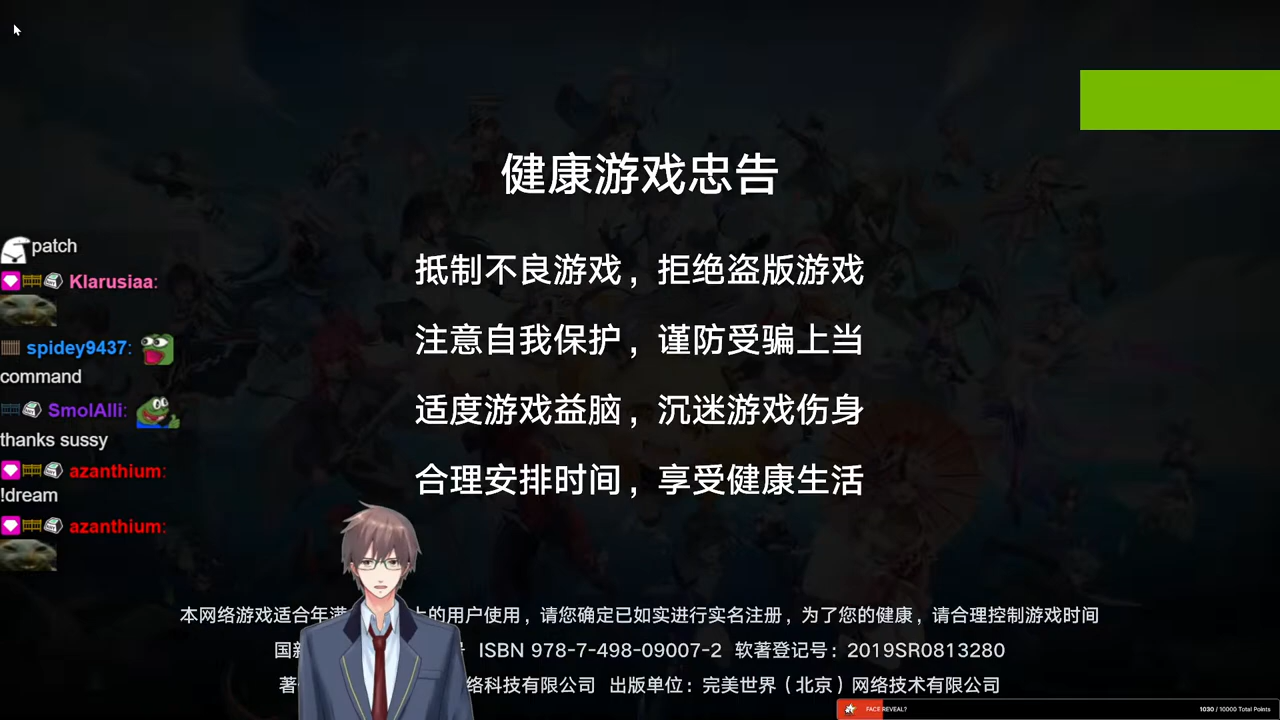 健康游戏忠告
抵制不良游戏，拒绝盗版游戏
注意自我保护，谨防受骗上当
适度游戏益脑，沉迷游戏伤身
合理安排时间，享受健康生活
patch
Klarusiaa:
spidey9437:
command
SmolAlli:
thanks sussy
azanthium:
!dream
azanthium:
本网络游戏适合年满 上的用户使用，请您确定已如实进行实名注册，为了您的健康，请合理控制游戏时间
国新 ISBN 978-7-498-09007-2 软著登记号：2019SR0813280
著 络科技有限公司 出版单位：完美世界（北京）网络技术有限公司
FACE REVEAL? 1030 / 10000 Total Points